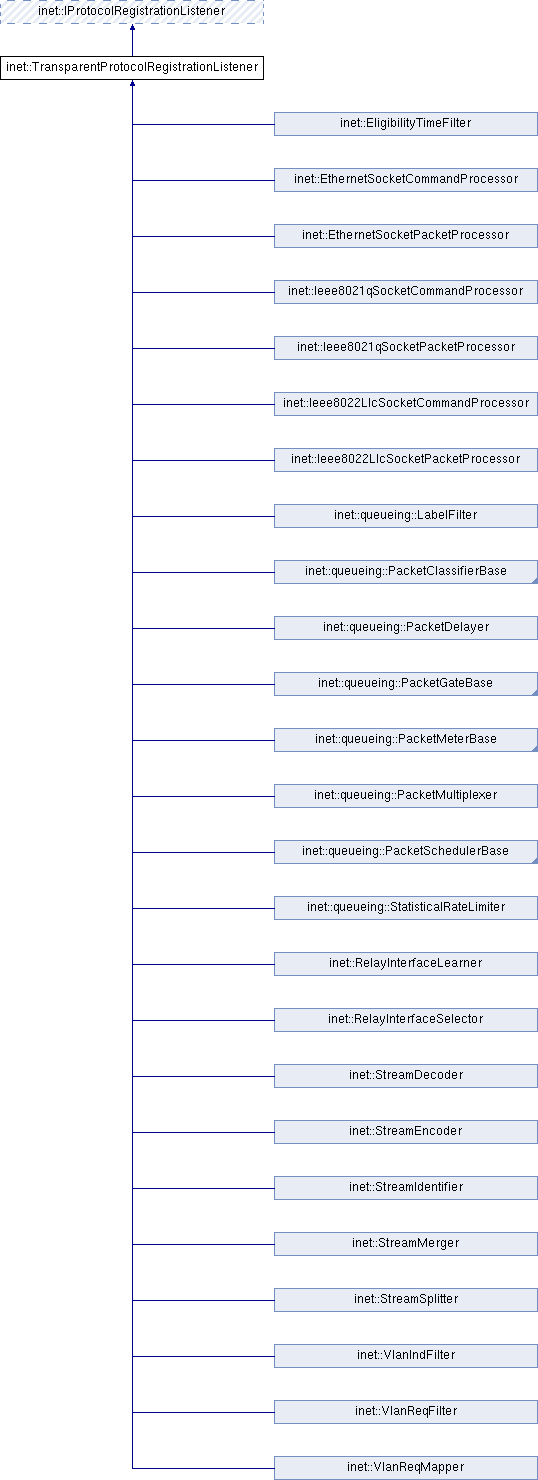 inet::IProtocolRegistrationListener
inet::TransparentProtocolRegistrationListener
inet::EligibilityTimeFilter
inet::EthernetSocketCommandProcessor
inet::EthernetSocketPacketProcessor
inet::Ieee8021qSocketCommandProcessor
inet::Ieee8021qSocketPacketProcessor
inet::Ieee8022LlcSocketCommandProcessor
inet::Ieee8022LlcSocketPacketProcessor
inet::queueing::LabelFilter
inet::queueing::PacketClassifierBase
inet::queueing::PacketDelayer
inet::queueing::PacketGateBase
inet::queueing::PacketMeterBase
inet::queueing::PacketMultiplexer
inet::queueing::PacketSchedulerBase
inet::queueing::StatisticalRateLimiter
inet::RelayInterfaceLearner
inet::RelayInterfaceSelector
inet::StreamDecoder
inet::StreamEncoder
inet::StreamIdentifier
inet::StreamMerger
inet::StreamSplitter
inet::VlanIndFilter
inet::VlanReqFilter
inet::VlanReqMapper